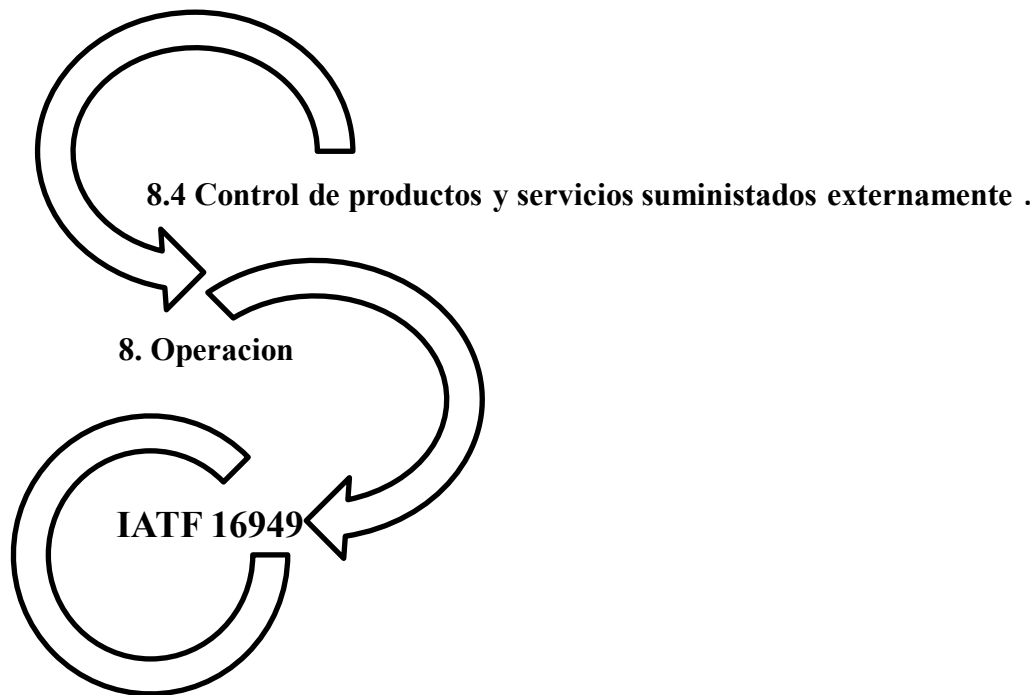 8.4 Control de productos y servicios suministados externamente .
8. Operacion
IATF 16949